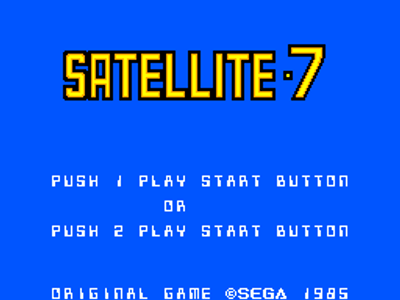 SATELLITE·7
PUSH 1 PLAY START BUTTON
OR
PUSH 2 PLAY START BUTTON
ORIGINAL GAME ©SEGA 1985